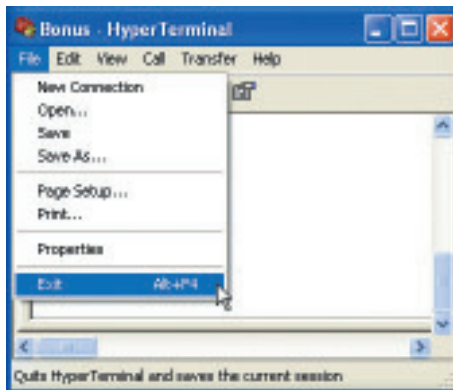 Bonus - HyperTerminal
File Edit View Call Transfer Help
New Connection
Open...
Save
Save As...
Page Setup...
Print...
Properties
Exit Alt+F4
Quits HyperTerminal and saves the current session